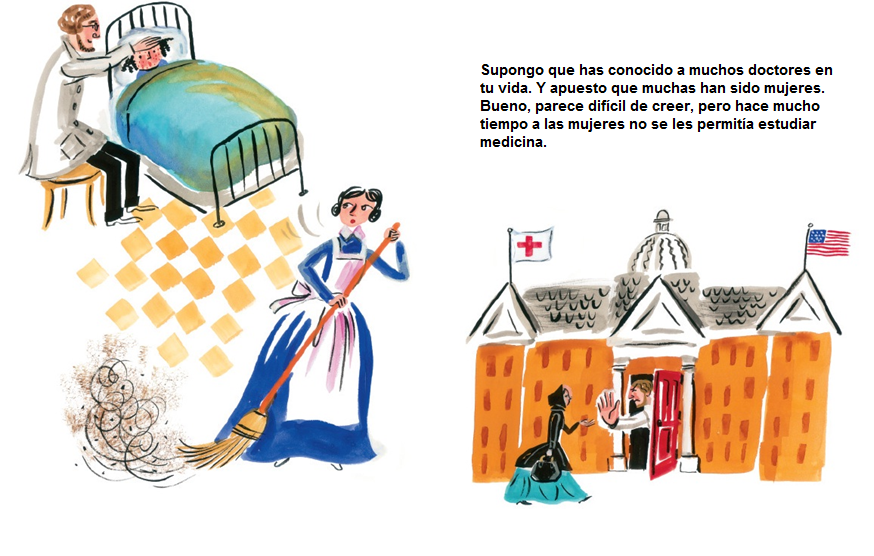 Supongo que has conocido a muchos doctores en
tu vida. Y apuesto que muchas han sido mujeres.
Bueno, parece difícil de creer, pero hace mucho
tiempo a las mujeres no se les permitía estudiar
medicina.